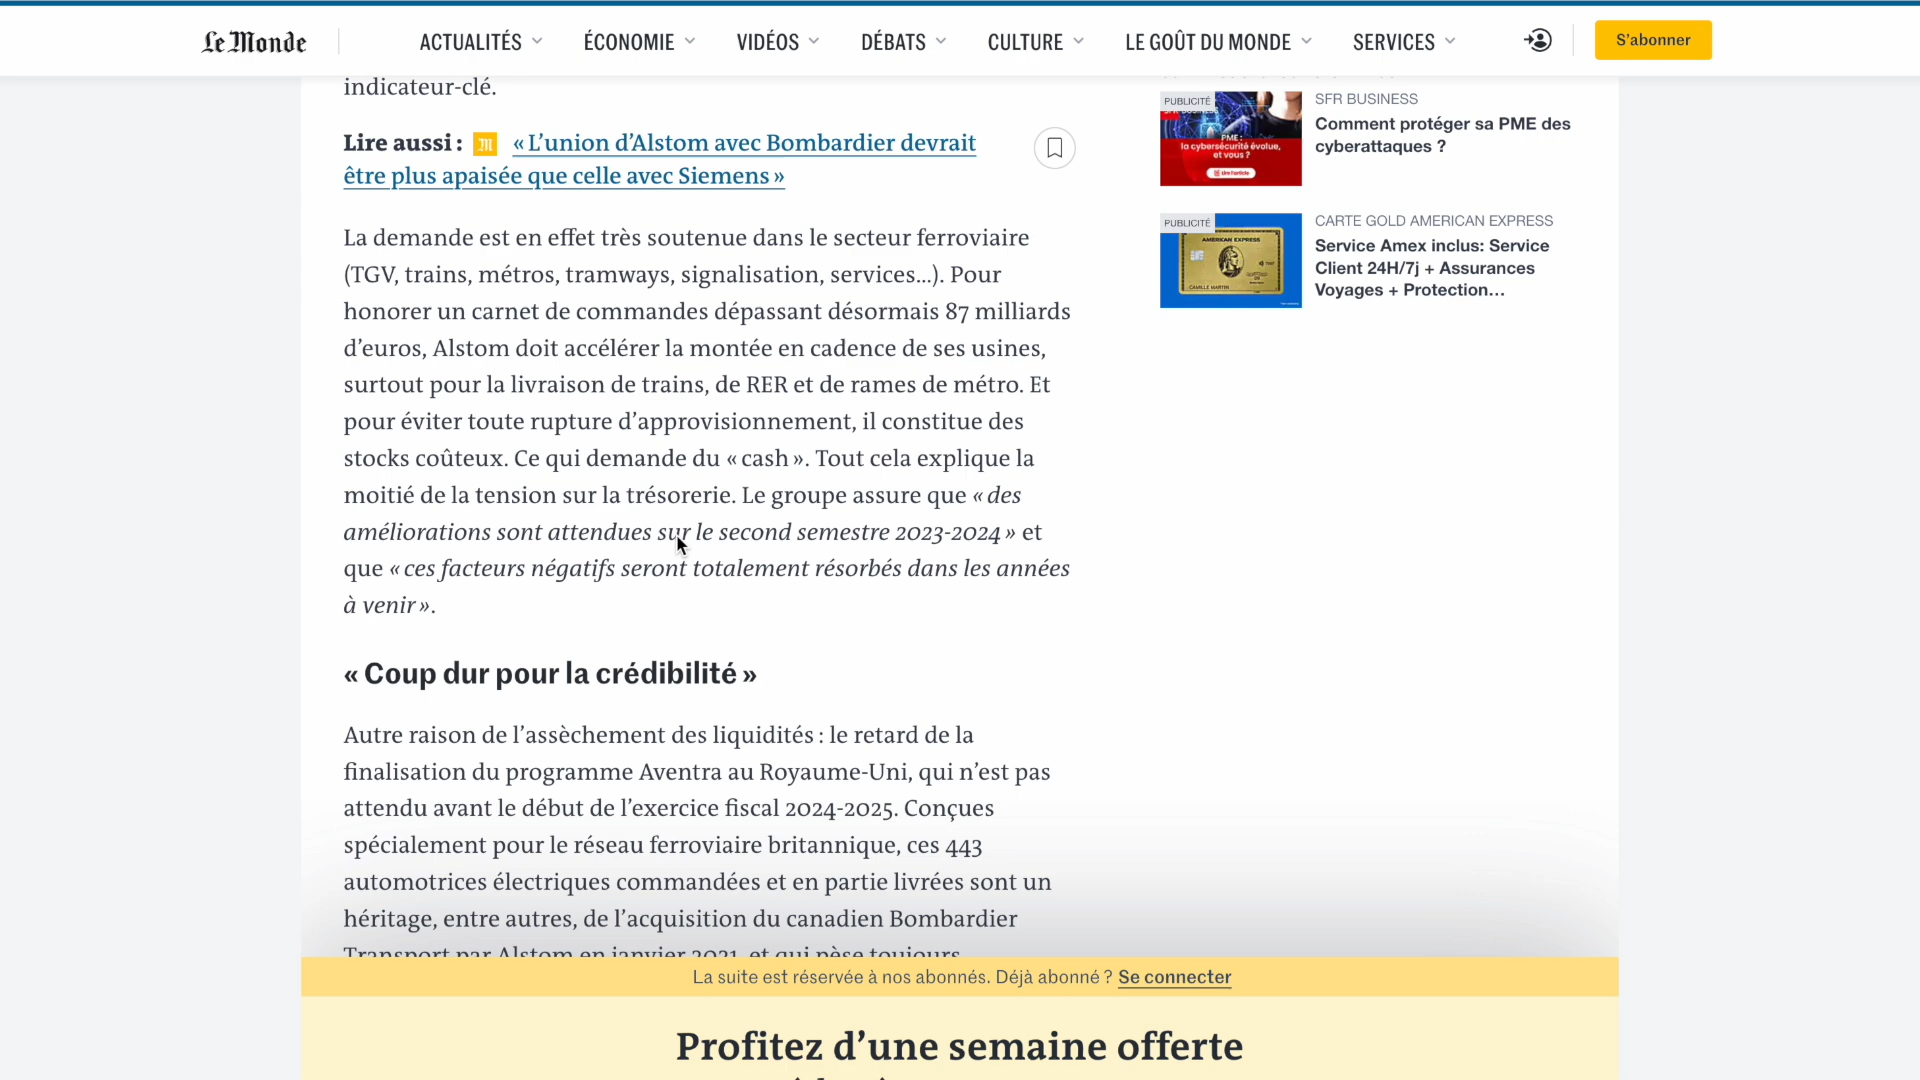 Le Monde
ACTUALITÉS
ÉCONOMIE
VIDÉOS
DÉBATS
CULTURE
LE GOÛT DU MONDE
SERVICES
S’abonner
indicateur-clé.
Lire aussi : « L’union d’Alstom avec Bombardier devrait
être plus apaisée que celle avec Siemens »
La demande est en effet très soutenue dans le secteur ferroviaire
(TGV, trains, métros, tramways, signalisation, services…). Pour
honorer un carnet de commandes dépassant désormais 87 milliards
d’euros, Alstom doit accélérer la montée en cadence de ses usines,
surtout pour la livraison de trains, de RER et de rames de métro. Et
pour éviter toute rupture d’approvisionnement, il constitue des
stocks coûteux. Ce qui demande du « cash ». Tout cela explique la
moitié de la tension sur la trésorerie. Le groupe assure que « des
améliorations sont attendues sur le second semestre 2023-2024 » et
que « ces facteurs négatifs seront totalement résorbés dans les années
à venir ».
« Coup dur pour la crédibilité »
Autre raison de l’assèchement des liquidités : le retard de la
finalisation du programme Aventra au Royaume-Uni, qui n’est pas
attendu avant le début de l’exercice fiscal 2024-2025. Conçues
spécialement pour le réseau ferroviaire britannique, ces 443
automotrices électriques commandées et en partie livrées sont un
héritage, entre autres, de l’acquisition du canadien Bombardier
Transport par Alstom en janvier 2021, et qui pèse toujours
PUBLICITÉ
PME :
la cybersécurité évolue,
et vous ?
Lire l'article
SFR BUSINESS
Comment protéger sa PME des
cyberattaques ?
PUBLICITÉ
AMERICAN EXPRESS
CAMILLE MARTIN
CARTE GOLD AMERICAN EXPRESS
Service Amex inclus: Service
Client 24H/7j + Assurances
Voyages + Protection…
La suite est réservée à nos abonnés. Déjà abonné ? Se connecter
Profitez d’une semaine offerte